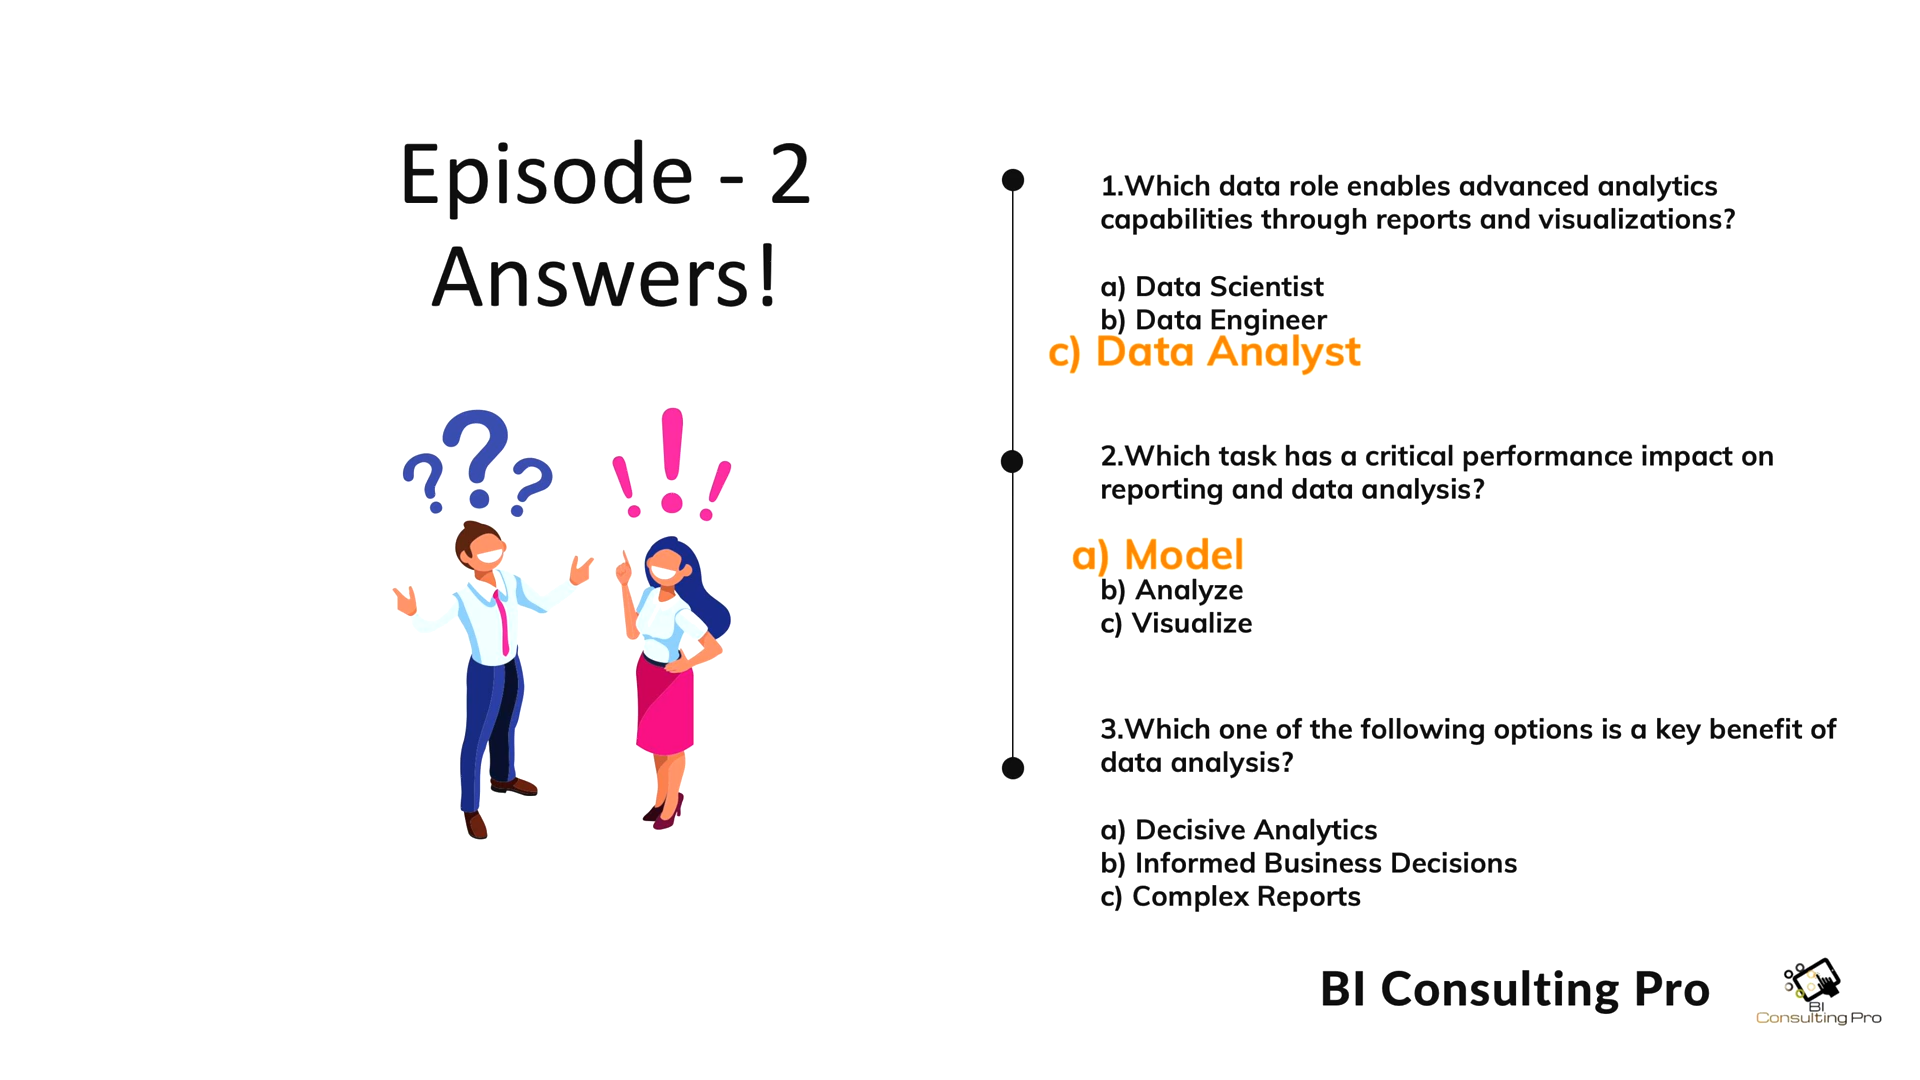 Episode - 2
Answers!
1.Which data role enables advanced analytics
capabilities through reports and visualizations?
a) Data Scientist
b) Data Engineer
c) Data Analyst
2.Which task has a critical performance impact on
reporting and data analysis?
a) Model
b) Analyze
c) Visualize
3.Which one of the following options is a key benefit of
data analysis?
a) Decisive Analytics
b) Informed Business Decisions
c) Complex Reports
BI Consulting Pro
BI
Consulting Pro